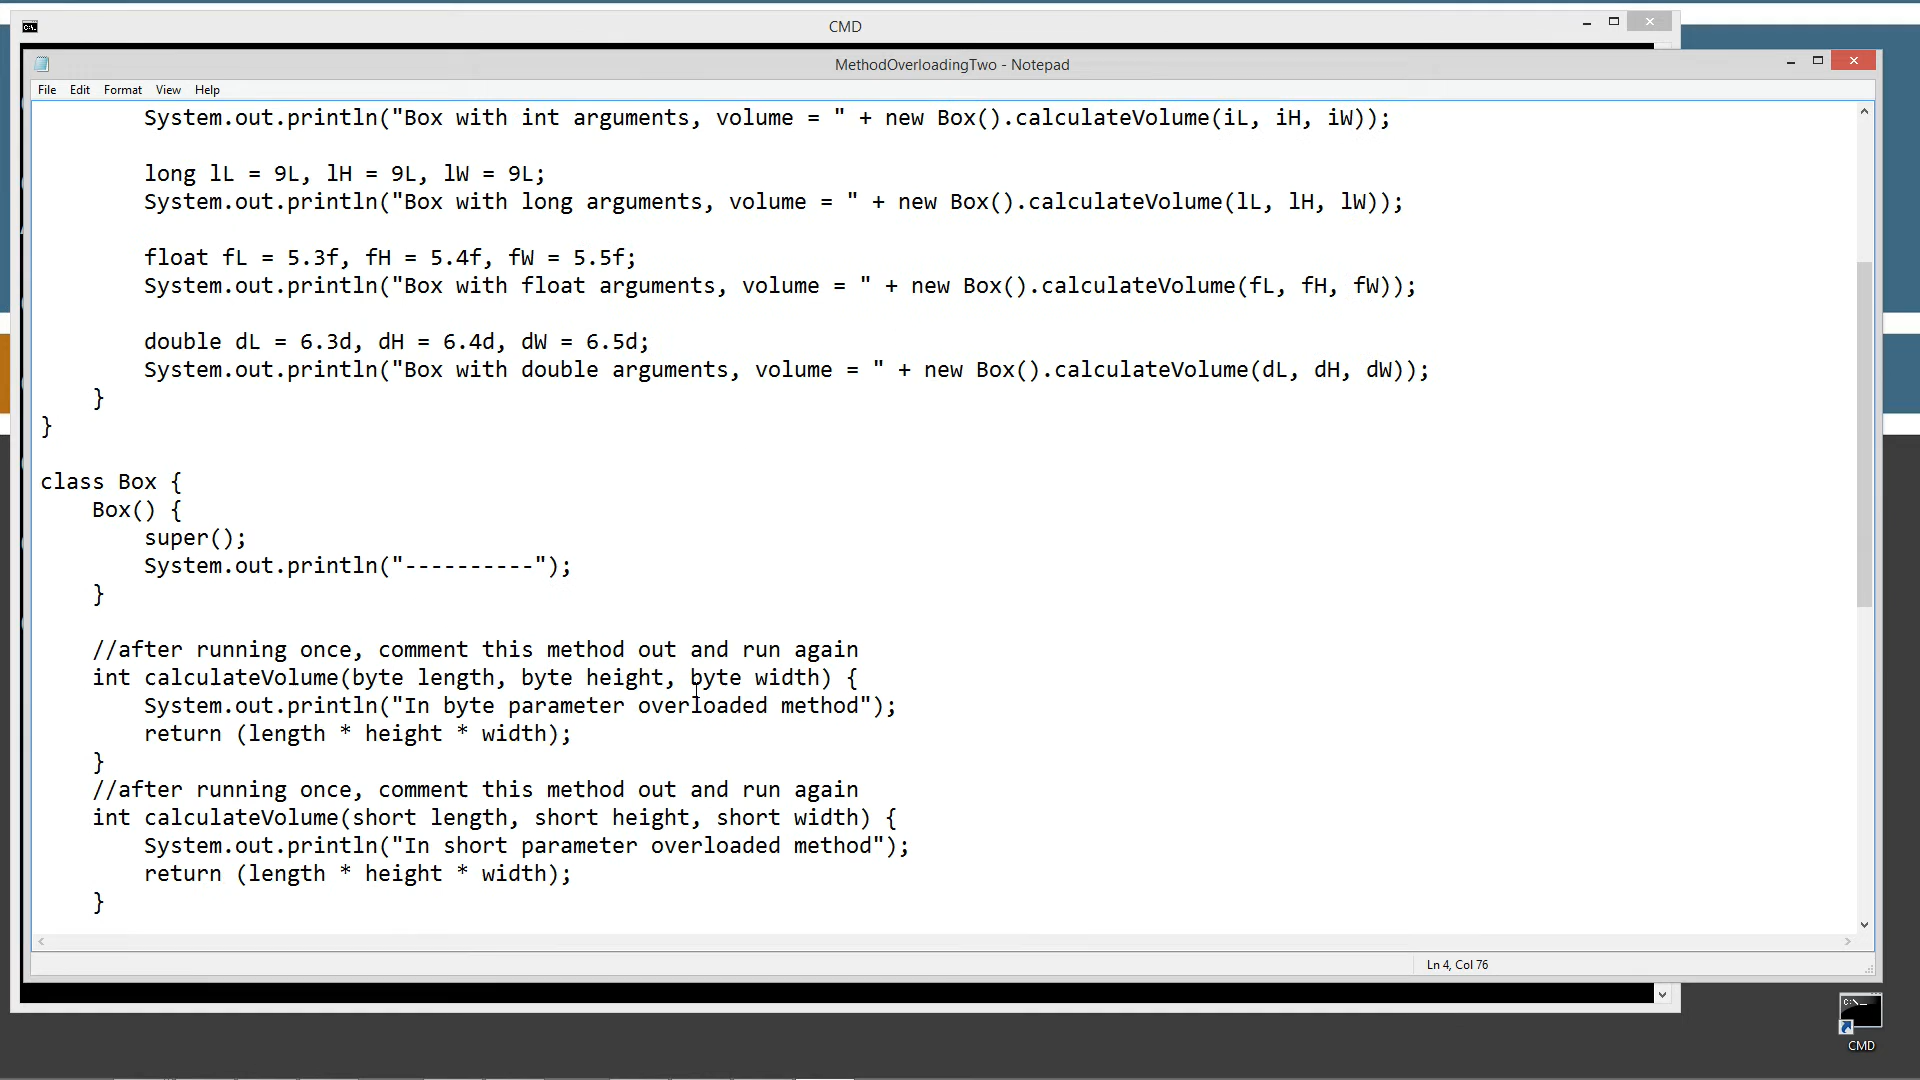 CMD
MethodOverloadingTwo - Notepad
File Edit Format View Help
System.out.println("Box with int arguments, volume = " + new Box().calculateVolume(iL, iH, iW));
long lL = 9L, lH = 9L, lW = 9L;
System.out.println("Box with long arguments, volume = " + new Box().calculateVolume(lL, lH, lW));
float fL = 5.3f, fH = 5.4f, fW = 5.5f;
System.out.println("Box with float arguments, volume = " + new Box().calculateVolume(fL, fH, fW));
double dL = 6.3d, dH = 6.4d, dW = 6.5d;
System.out.println("Box with double arguments, volume = " + new Box().calculateVolume(dL, dH, dW));
}
}
class Box {
Box() {
super();
System.out.println("----------");
}
//after running once, comment this method out and run again
int calculateVolume(byte length, byte height, byte width) {
System.out.println("In byte parameter overloaded method");
return (length * height * width);
}
//after running once, comment this method out and run again
int calculateVolume(short length, short height, short width) {
System.out.println("In short parameter overloaded method");
return (length * height * width);
}
Ln 4, Col 76
CMD